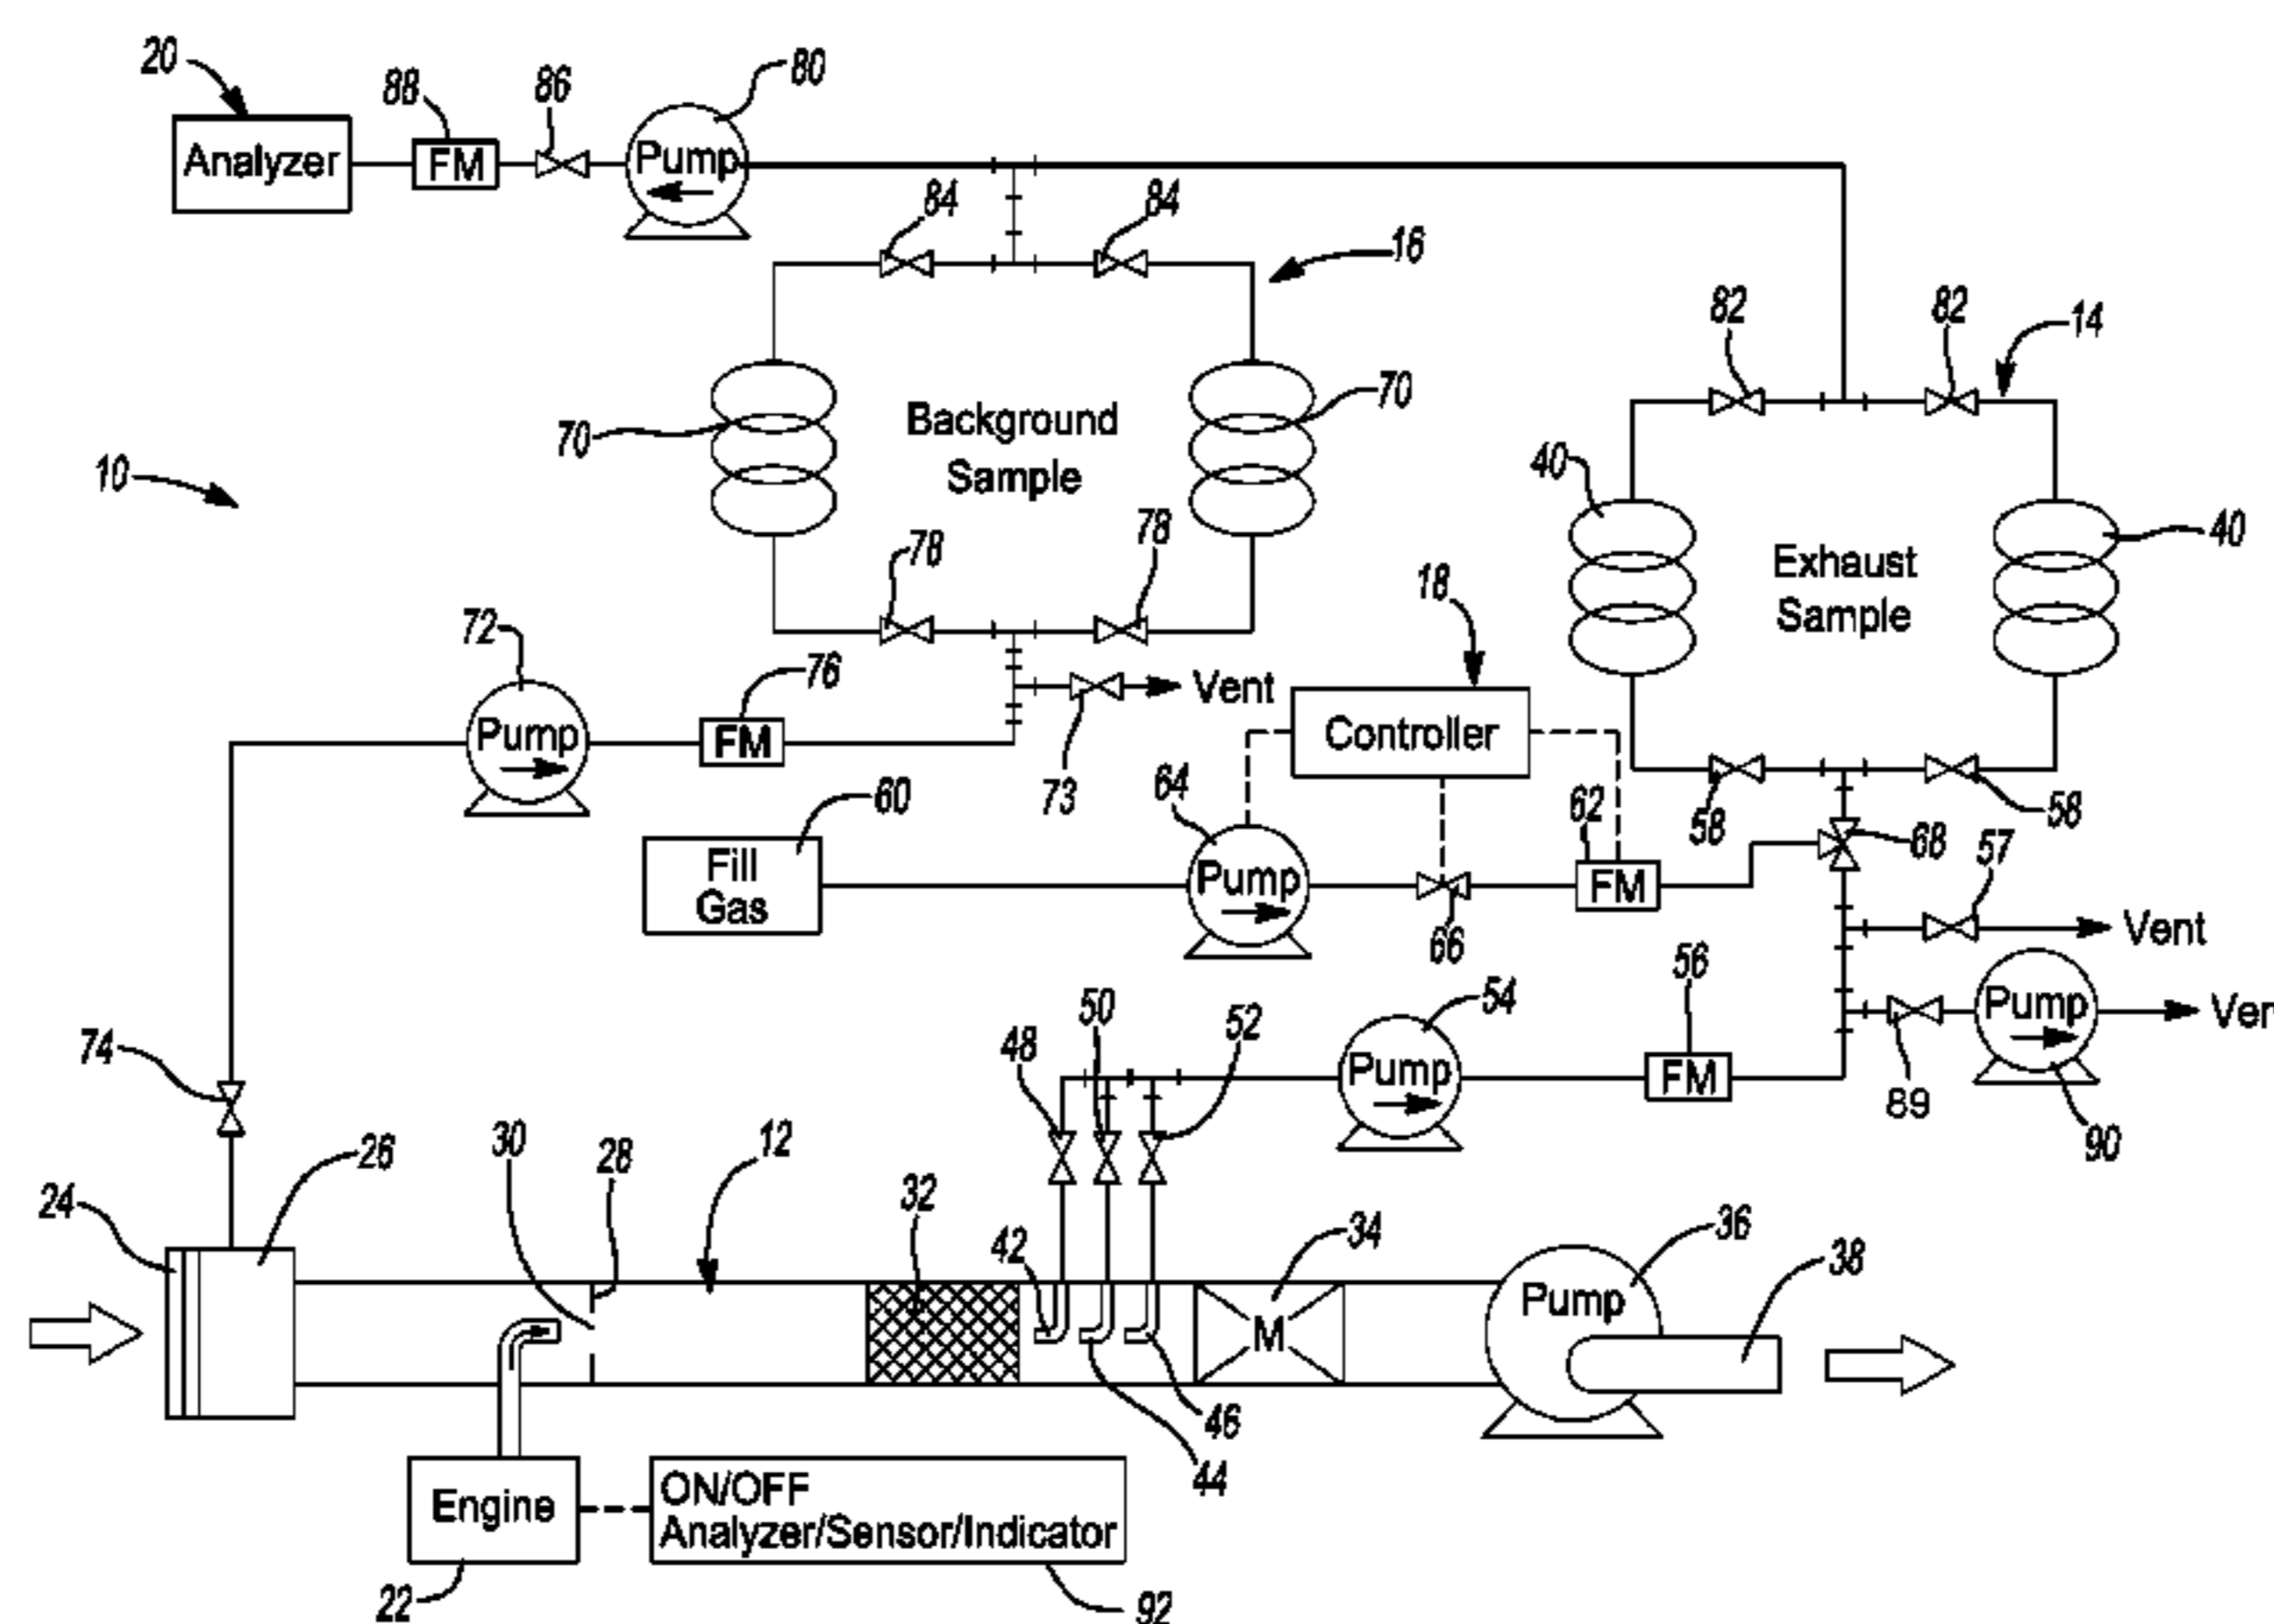 20
88
86
80
Analyzer
FM
Pump
84
84
16
82
82
14
70
Background
Sample
70
10
40
Exhaust
Sample
40
78
78
18
72
76
Pump
FM
Vent
73
Controller
58
58
60
64
62
68
57
Fill
Gas
Pump
66
FM
Vent
56
54
50
52
48
Pump
FM
Pump
Ven
89
90
74
30
28
12
26
24
32
42
34
36
38
M
Pump
46
44
Engine
ON/OFF
Analyzer/Sensor/Indicator
22
92